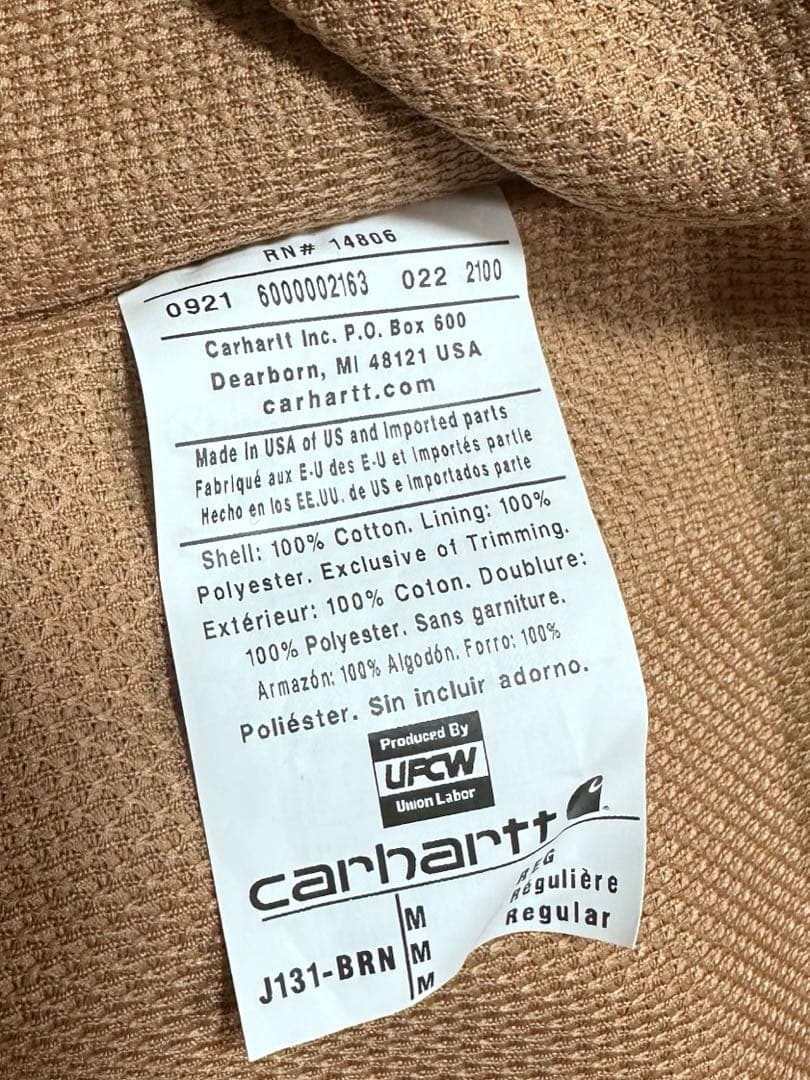 RN# 14806
0921 6000002163 022 2100
Carhartt Inc. P.O. Box 600
Dearborn, MI 48121 USA
carhartt.com
Made In USA of US and Imported parts
Fabriqué aux E-U des E-U et Importés partie
Hecho en los EE.UU. de US e Importados parte
Shell: 100% Cotton. Lining: 100%
Polyester. Exclusive of Trimming.
Extérieur: 100% Coton. Doublure:
100% Polyester. Sans garniture.
Armazón: 100% Algodón. Forro: 100%
Poliéster. Sin incluir adorno.
Produced By
UFCW
Union Labor
carhartt
J131-BRN
M
M
M
REG
Régulière
Regular